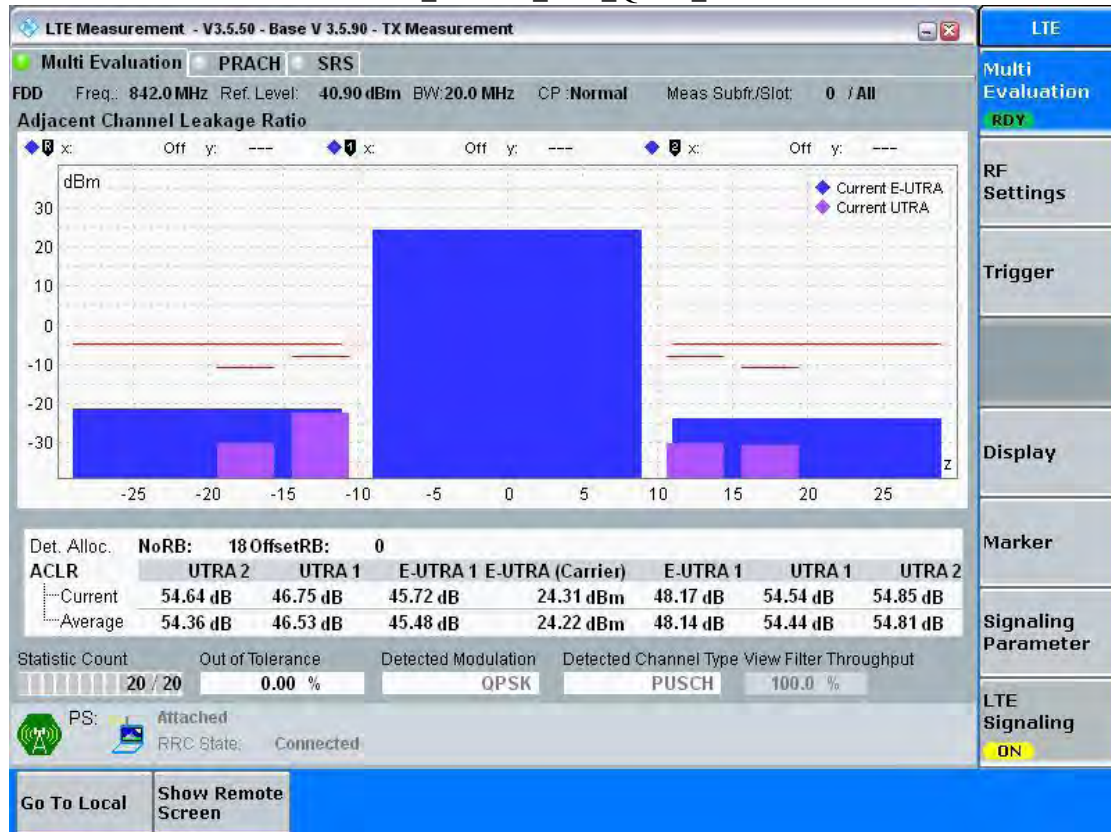 LTE Measurement - V3.5.50 - Base V 3.5.90 - TX Measurement
LTE
Multi Evaluation PRACH SRS
FDD Freq.: 842.0 MHz Ref. Level: 40.90 dBm BW: 20.0 MHz CP : Normal Meas Subfr./Slot: 0 / All
Adjacent Channel Leakage Ratio
R x: Off y: --- 1 x: Off y: --- 2 x: Off y: ---
dBm
Current E-UTRA
Current UTRA
30
20
10
0
-10
-20
-30
z
-25 -20 -15 -10 -5 0 5 10 15 20 25
Det. Alloc. NoRB: 18 OffsetRB: 0
ACLR UTRA 2 UTRA 1 E-UTRA 1 E-UTRA (Carrier) E-UTRA 1 UTRA 1 UTRA 2
Current 54.64 dB 46.75 dB 45.72 dB 24.31 dBm 48.17 dB 54.54 dB 54.85 dB
Average 54.36 dB 46.53 dB 45.48 dB 24.22 dBm 48.14 dB 54.44 dB 54.81 dB
Statistic Count Out of Tolerance Detected Modulation Detected Channel Type View Filter Throughput
20 / 20 0.00 % QPSK PUSCH 100.0 %
PS: Attached
RRC State: Connected
Go To Local
Show Remote
Screen
Multi
Evaluation
RDY
RF
Settings
Trigger
Display
Marker
Signaling
Parameter
LTE
Signaling
ON